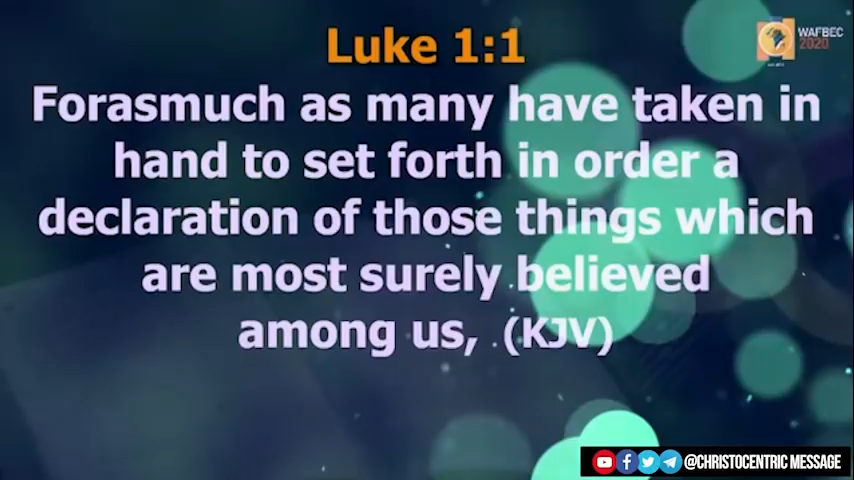 Luke 1:1
WAFBEC
2020
Forasmuch as many have taken in
hand to set forth in order a
declaration of those things which
are most surely believed
among us, (KJV)
@CHRISTOCENTRIC MESSAGE